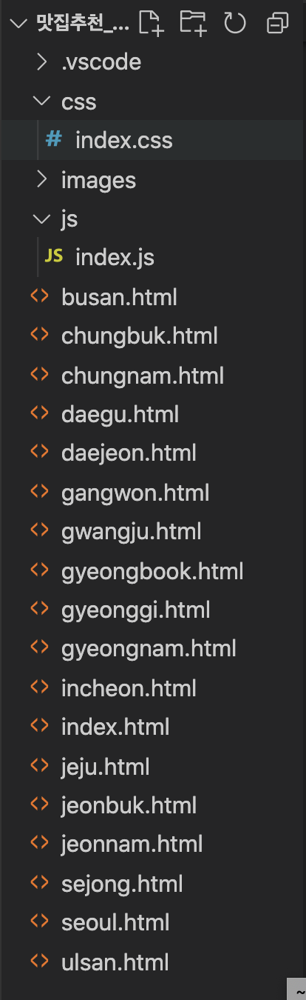 맛집추천_...
.vscode
css
# index.css
images
js
JS index.js
<> busan.html
<> chungbuk.html
<> chungnam.html
<> daegu.html
<> daejeon.html
<> gangwon.html
<> gwangju.html
<> gyeongbook.html
<> gyeonggi.html
<> gyeongnam.html
<> incheon.html
<> index.html
<> jeju.html
<> jeonbuk.html
<> jeonnam.html
<> sejong.html
<> seoul.html
<> ulsan.html
~